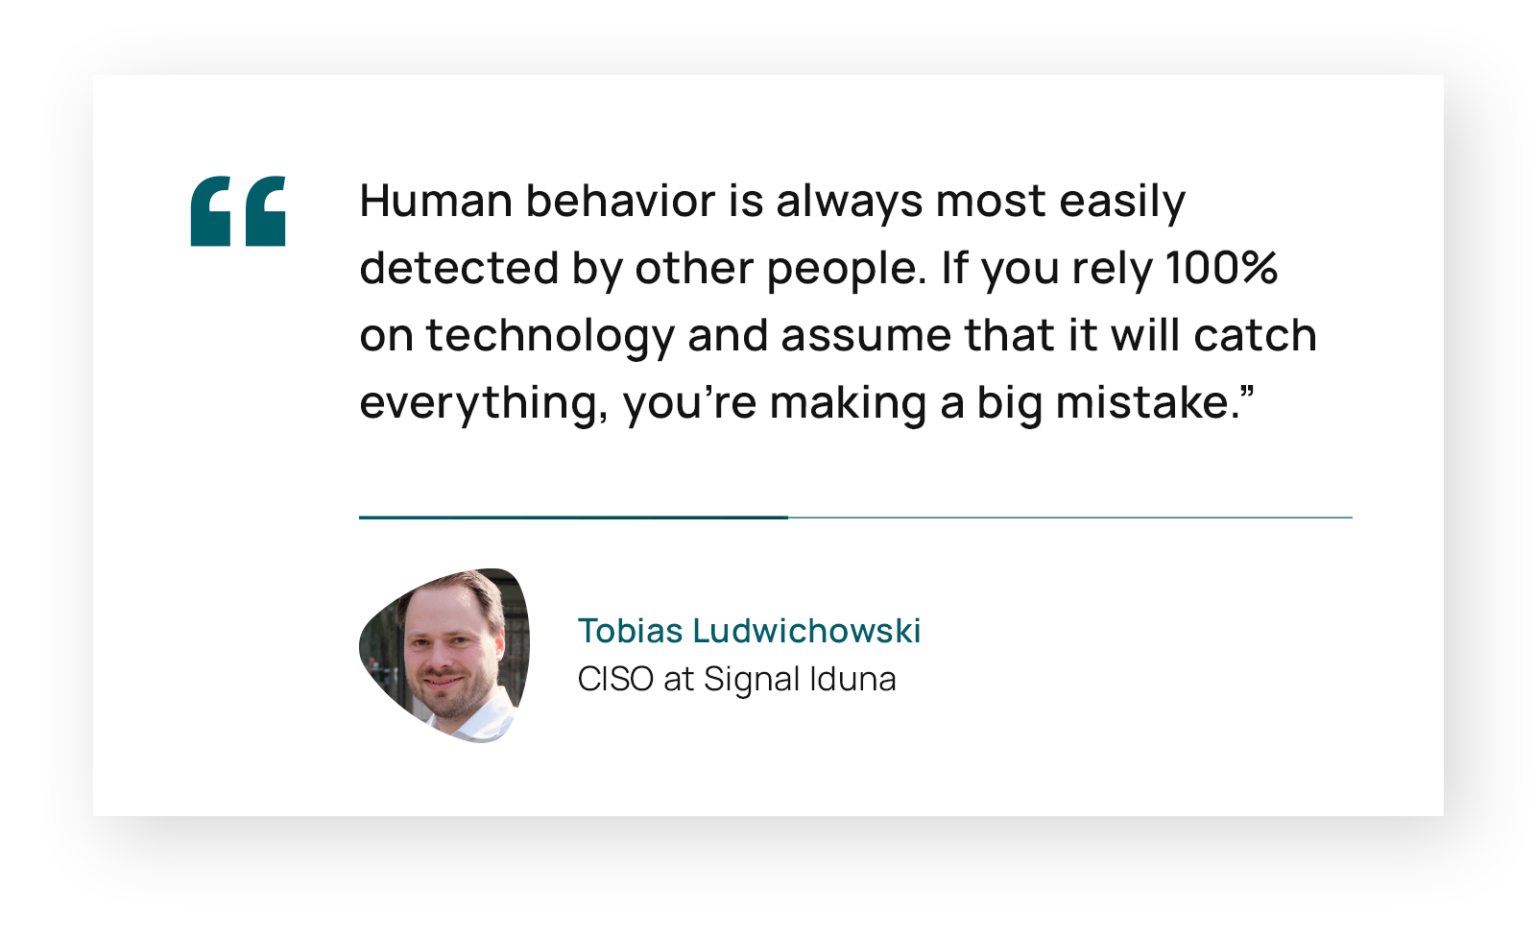 “
Human behavior is always most easily
detected by other people. If you rely 100%
on technology and assume that it will catch
everything, you’re making a big mistake.”
Tobias Ludwichowski
CISO at Signal Iduna